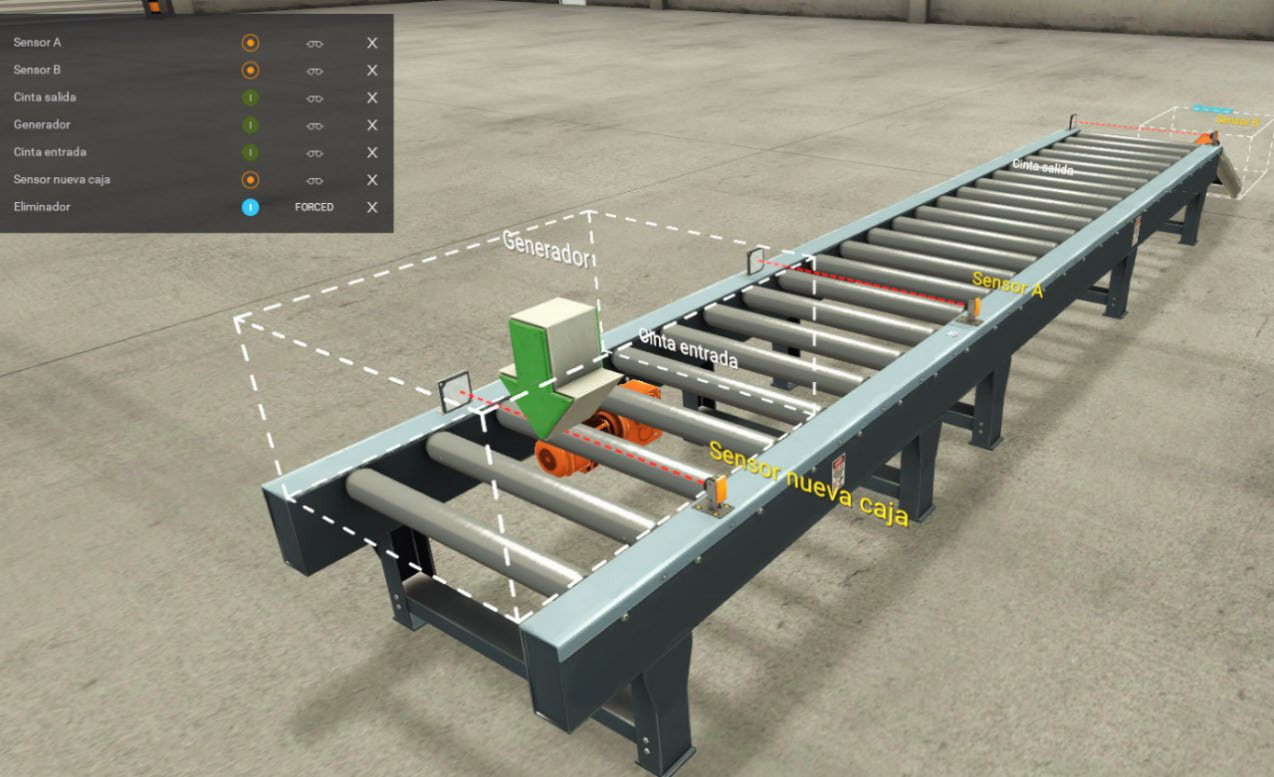 Sensor A X
Sensor B X
Cinta salida X
Generador X
Cinta entrada X
Sensor nueva caja X
Eliminador FORCED X
Sensor B
Cinta salida
Generador
Sensor A
Cinta entrada
Sensor nueva caja